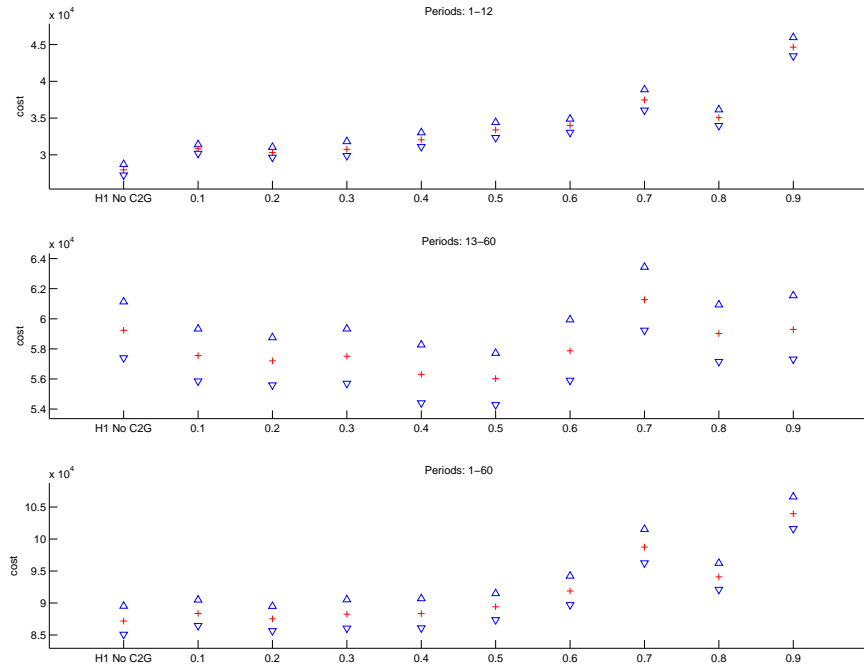 Periods: 1−12
x 10^4
4.5
4
3.5
3
cost
H1 No C2G 0.1 0.2 0.3 0.4 0.5 0.6 0.7 0.8 0.9
Periods: 13−60
x 10^4
6.4
6.2
6
5.8
5.6
5.4
cost
H1 No C2G 0.1 0.2 0.3 0.4 0.5 0.6 0.7 0.8 0.9
Periods: 1−60
x 10^4
10.5
10
9.5
9
8.5
cost
H1 No C2G 0.1 0.2 0.3 0.4 0.5 0.6 0.7 0.8 0.9